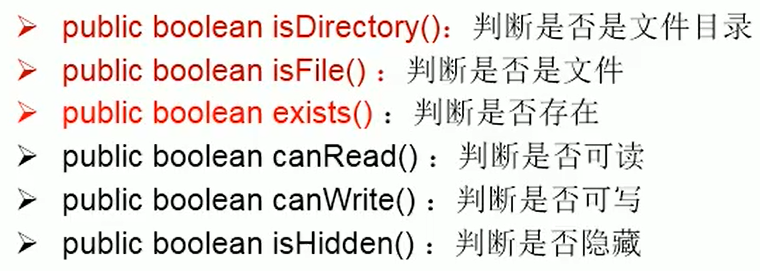 public boolean isDirectory()：判断是否是文件目录
public boolean isFile()：判断是否是文件
public boolean exists()：判断是否存在
public boolean canRead()：判断是否可读
public boolean canWrite()：判断是否可写
public boolean isHidden()：判断是否隐藏